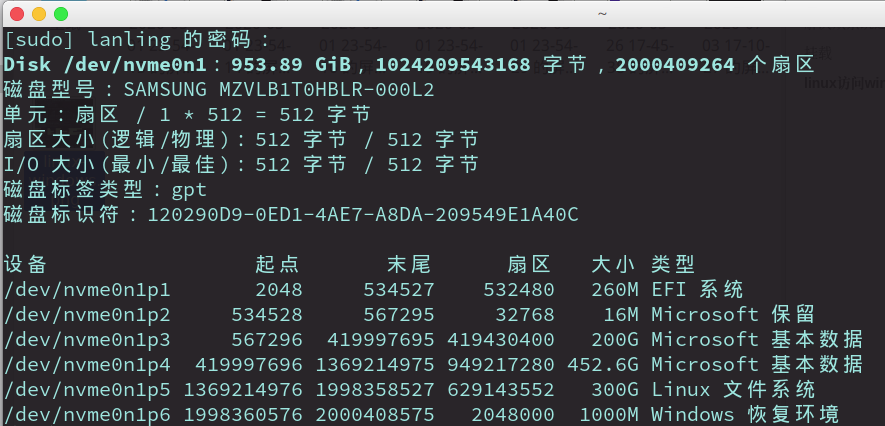 ~
[sudo] lanling 的密码：
Disk /dev/nvme0n1：953.89 GiB，1024209543168 字节，2000409264 个扇区
磁盘型号：SAMSUNG MZVLB1T0HBLR-000L2
单元：扇区 / 1 * 512 = 512 字节
扇区大小(逻辑/物理)：512 字节 / 512 字节
I/O 大小(最小/最佳)：512 字节 / 512 字节
磁盘标签类型：gpt
磁盘标识符：120290D9-0ED1-4AE7-A8DA-209549E1A40C
设备 起点 末尾 扇区 大小 类型
/dev/nvme0n1p1 2048 534527 532480 260M EFI 系统
/dev/nvme0n1p2 534528 567295 32768 16M Microsoft 保留
/dev/nvme0n1p3 567296 419997695 419430400 200G Microsoft 基本数据
/dev/nvme0n1p4 419997696 1369214975 949217280 452.6G Microsoft 基本数据
/dev/nvme0n1p5 1369214976 1998358527 629143552 300G Linux 文件系统
/dev/nvme0n1p6 1998360576 2000408575 2048000 1000M Windows 恢复环境